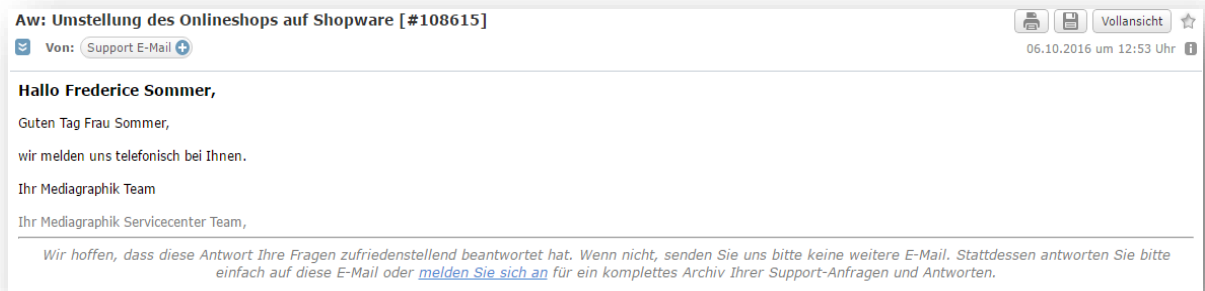 Aw: Umstellung des Onlineshops auf Shopware [#108615]
Vollansicht
Von: Support E-Mail
06.10.2016 um 12:53 Uhr
Hallo Frederice Sommer,
Guten Tag Frau Sommer,
wir melden uns telefonisch bei Ihnen.
Ihr Mediagraphik Team
Ihr Mediagraphik Servicecenter Team,
Wir hoffen, dass diese Antwort Ihre Fragen zufriedenstellend beantwortet hat. Wenn nicht, senden Sie uns bitte keine weitere E-Mail. Stattdessen antworten Sie bitte
einfach auf diese E-Mail oder melden Sie sich an für ein komplettes Archiv Ihrer Support-Anfragen und Antworten.